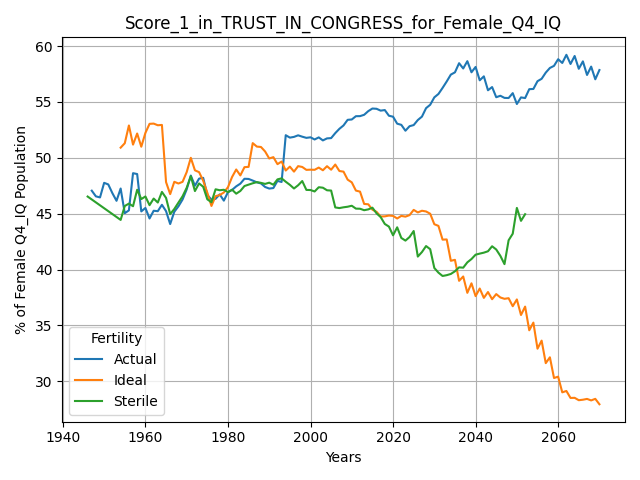 Score_1_in_TRUST_IN_CONGRESS_for_Female_Q4_IQ
% of Female Q4_IQ Population
60
55
50
45
40
35
30
Fertility
Actual
Ideal
Sterile
1940 1960 1980 2000 2020 2040 2060
Years